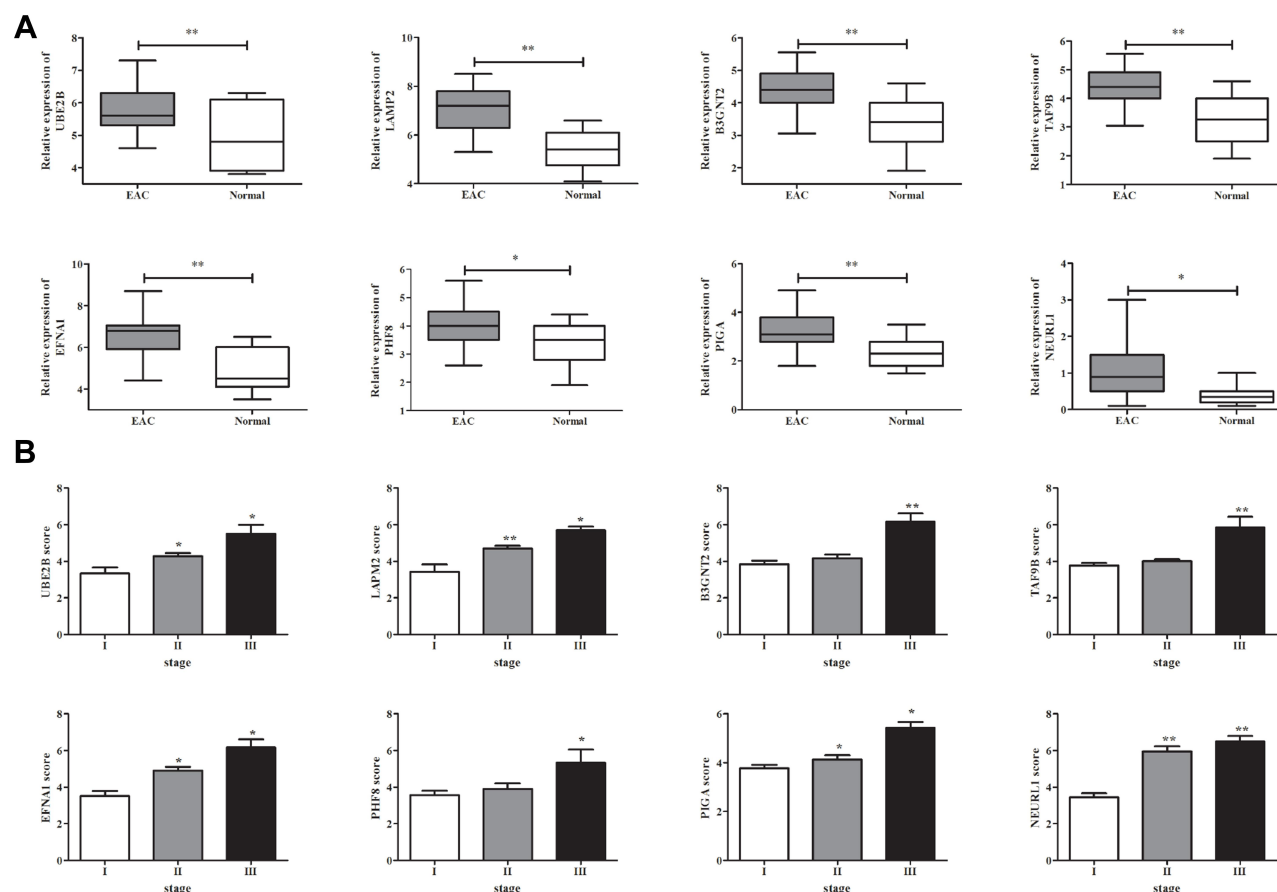 A
Relative expression of
UBE2B
8
7
6
5
4
**
EAC
Normal
Relative expression of
LAMP2
10
8
6
4
**
EAC
Normal
Relative expression of
B3GNT2
6
5
4
3
2
**
EAC
Normal
Relative expression of
TAF9B
6
5
4
3
2
1
**
EAC
Normal
Relative expression of
EFNA1
10
8
6
4
**
EAC
Normal
Relative expression of
PHF8
6
5
4
3
2
1
*
EAC
Normal
Relative expression of
PIGA
6
4
2
0
**
EAC
Normal
Relative expression of
NEURL1
4
3
2
1
0
*
EAC
Normal
B
UBE2B score
8
6
4
2
0
*
*
I II III
stage
LAPM2 score
8
6
4
2
0
**
*
I II III
stage
B3GNT2 score
8
6
4
2
0
**
I II III
stage
TAF9B score
8
6
4
2
0
**
I II III
stage
EFNA1 score
8
6
4
2
0
*
*
I II III
stage
PHF8 score
8
6
4
2
0
*
I II III
stage
PIGA score
6
4
2
0
*
*
I II III
stage
NEURL1 score
8
6
4
2
0
**
**
I II III
stage